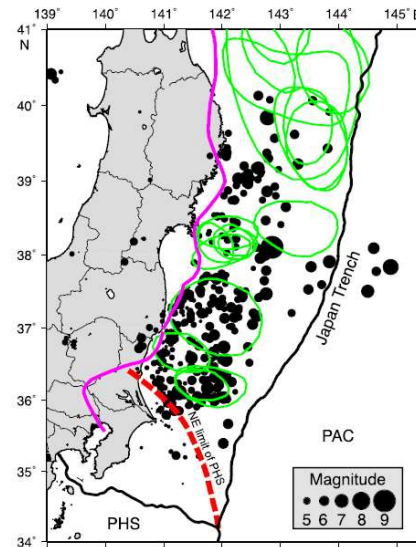 139° 140° 141° 142° 143° 144° 145°E
41°
N
40°
39°
38°
37°
36°
35°
34°
Japan Trench
NE limit of PHS
PAC
PHS
Magnitude
5 6 7 8 9